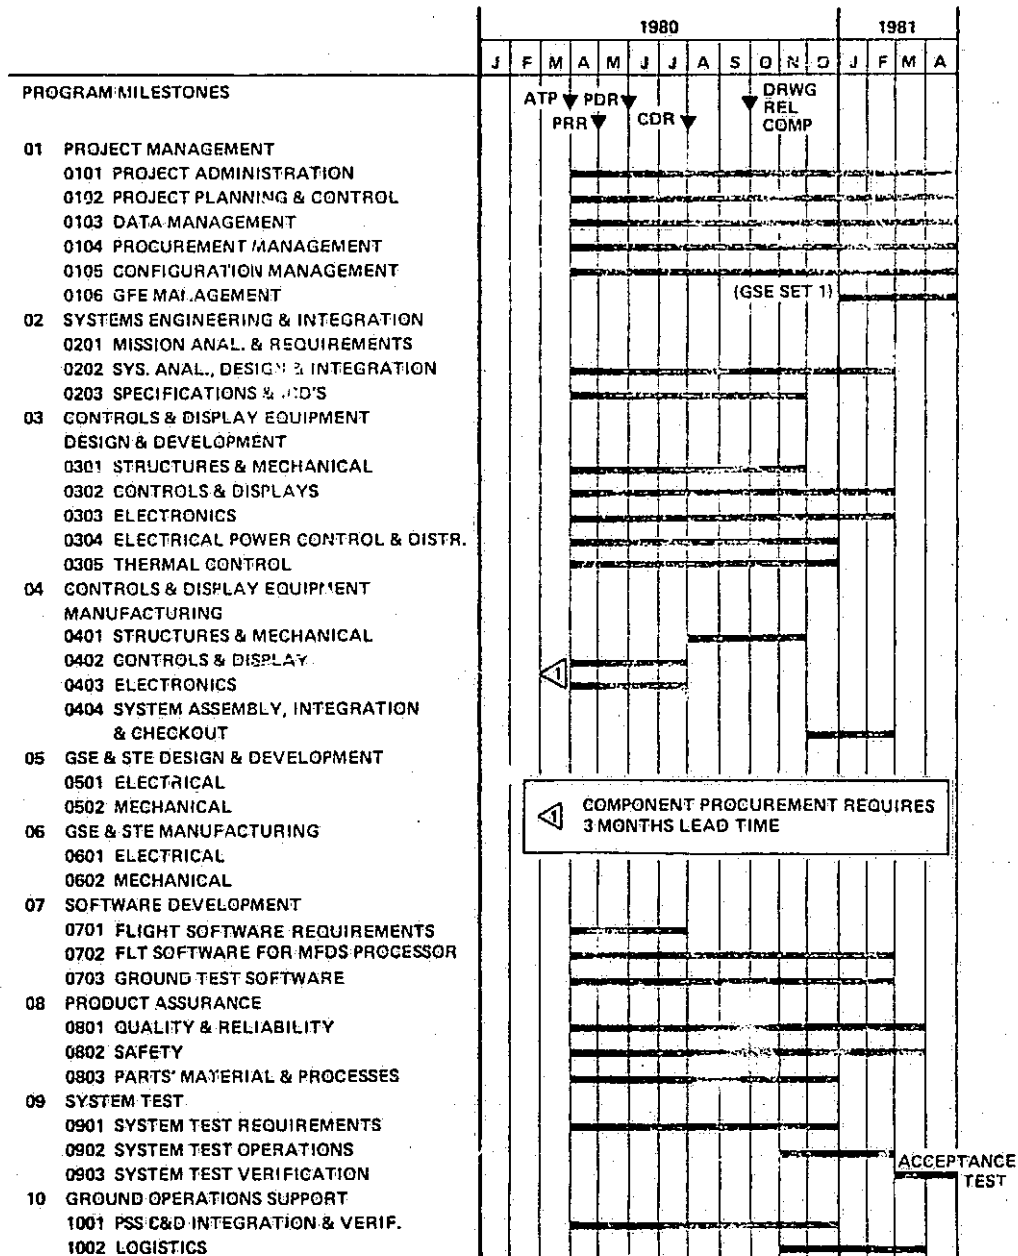 1980 1981
J F M A M J J A S O N D J F M A
PROGRAM MILESTONES
ATP PDR DRWG
REL
PRR CDR COMP
01 PROJECT MANAGEMENT
0101 PROJECT ADMINISTRATION
0102 PROJECT PLANNING & CONTROL
0103 DATA MANAGEMENT
0104 PROCUREMENT MANAGEMENT
0105 CONFIGURATION MANAGEMENT
0106 GFE MANAGEMENT (GSE SET 1)
02 SYSTEMS ENGINEERING & INTEGRATION
0201 MISSION ANAL. & REQUIREMENTS
0202 SYS. ANAL., DESIGN & INTEGRATION
0203 SPECIFICATIONS &
03 CONTROLS & DISPLAY EQUIPMENT
DESIGN & DEVELOPMENT
0301 STRUCTURES & MECHANICAL
0302 CONTROLS & DISPLAYS
0303 ELECTRONICS
0304 ELECTRICAL POWER CONTROL & DISTR.
0305 THERMAL CONTROL
04 CONTROLS & DISPLAY EQUIPMENT
MANUFACTURING
0401 STRUCTURES & MECHANICAL
0402 CONTROLS & DISPLAY
1
0403 ELECTRONICS
0404 SYSTEM ASSEMBLY, INTEGRATION
& CHECKOUT
05 GSE & STE DESIGN & DEVELOPMENT
0501 ELECTRICAL
0502 MECHANICAL
1 COMPONENT PROCUREMENT REQUIRES
3 MONTHS LEAD TIME
06 GSE & STE MANUFACTURING
0601 ELECTRICAL
0602 MECHANICAL
07 SOFTWARE DEVELOPMENT
0701 FLIGHT SOFTWARE REQUIREMENTS
0702 FLT SOFTWARE FOR MFDS PROCESSOR
0703 GROUND TEST SOFTWARE
08 PRODUCT ASSURANCE
0801 QUALITY & RELIABILITY
0802 SAFETY
0803 PARTS' MATERIAL & PROCESSES
09 SYSTEM TEST
0901 SYSTEM TEST REQUIREMENTS
0902 SYSTEM TEST OPERATIONS
0903 SYSTEM TEST VERIFICATION
ACCEPTANCE
TEST
10 GROUND OPERATIONS SUPPORT
1001 PSS C&D INTEGRATION & VERIF.
1002 LOGISTICS